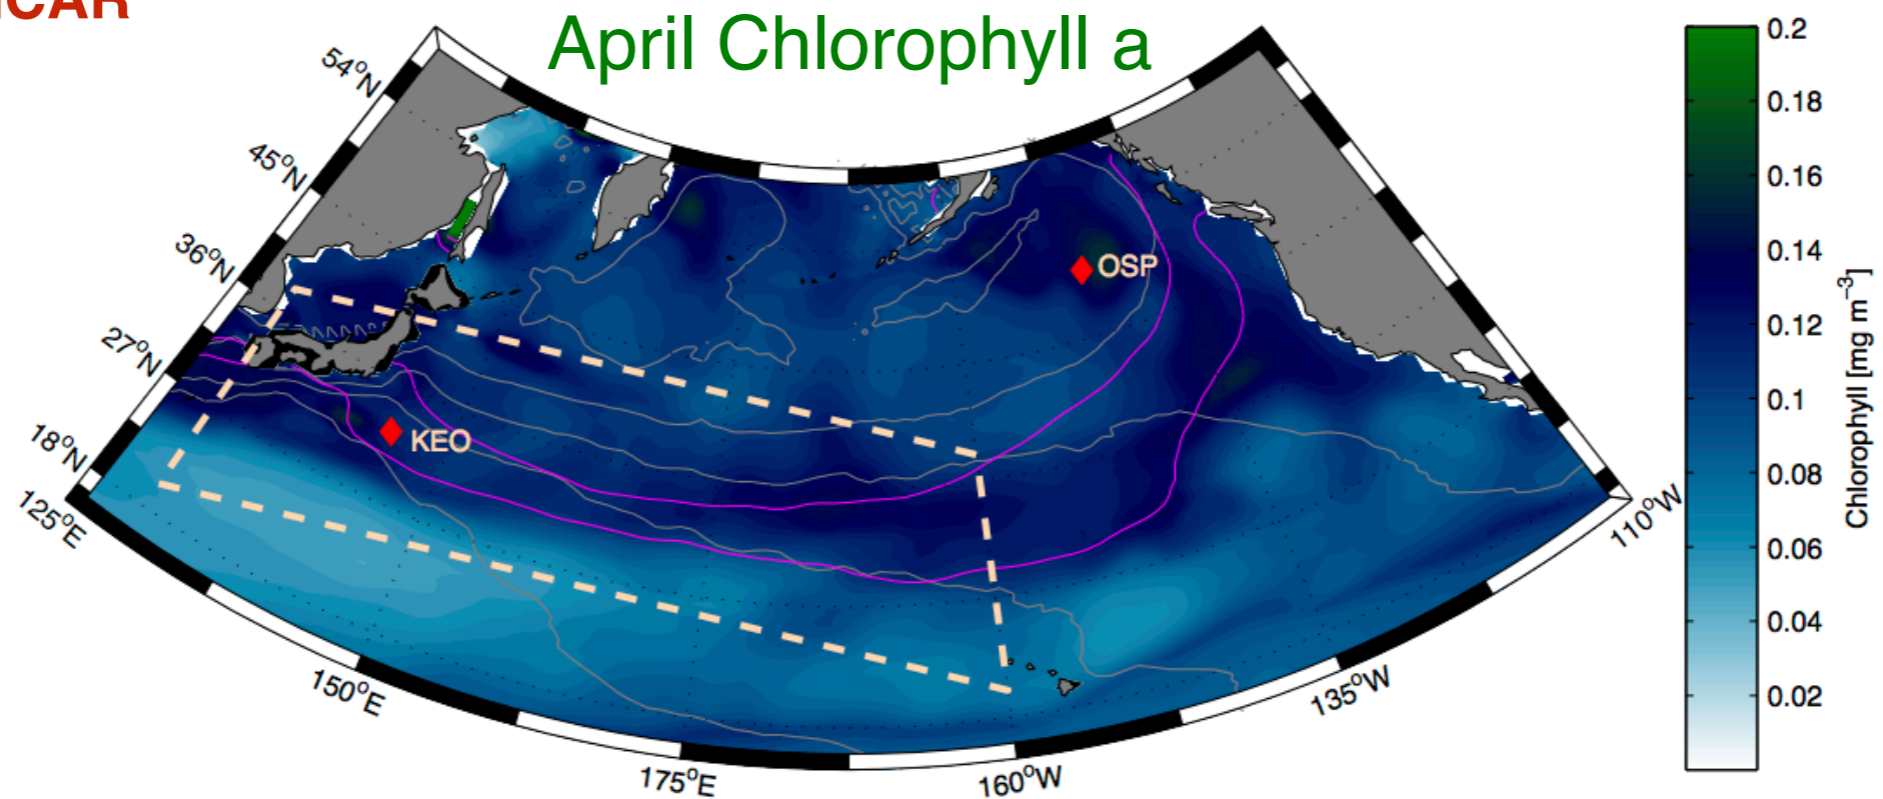 NCAR
April Chlorophyll a
54°N
45°N
36°N
27°N
18°N
125°E
150°E
175°E
160°W
135°W
110°W
OSP
KEO
0.2
0.18
0.16
0.14
0.12
0.1
0.08
0.06
0.04
0.02
Chlorophyll [mg m⁻³]